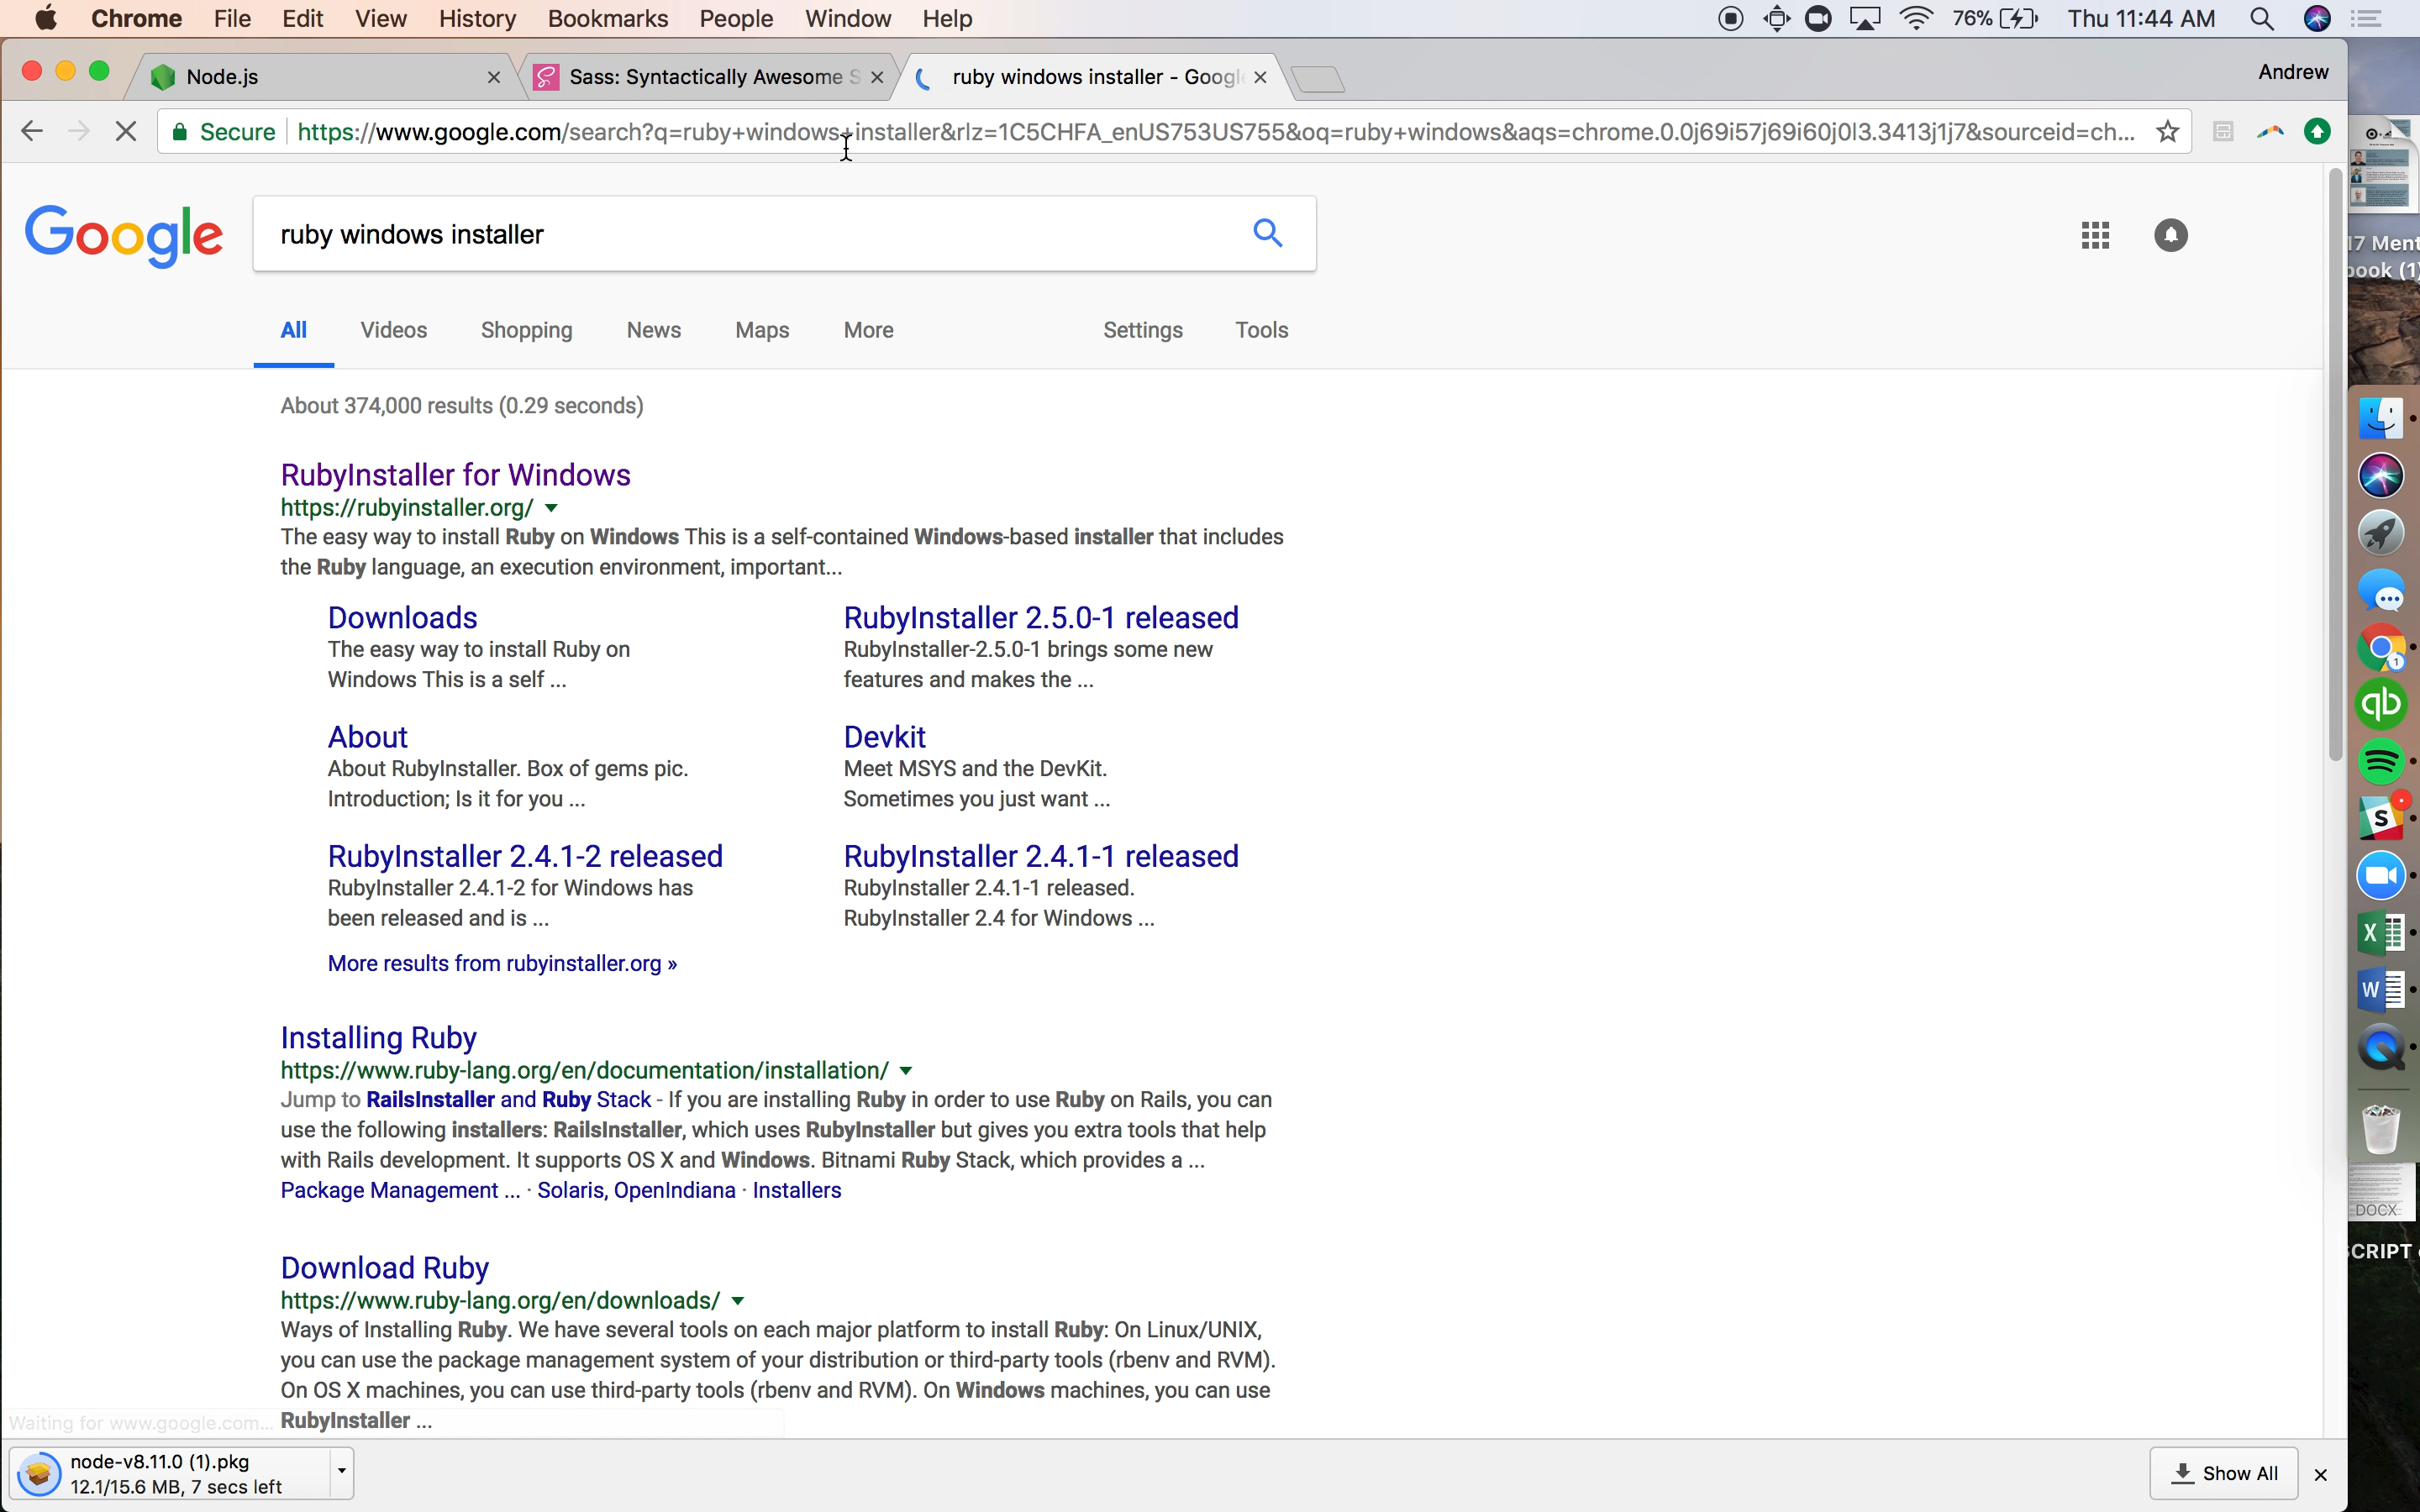 Chrome File Edit View History Bookmarks People Window Help 76% Thu 11:44 AM
Node.js Sass: Syntactically Awesome S ruby windows installer - Googl Andrew
Secure https://www.google.com/search?q=ruby+windows+installer&rlz=1C5CHFA_enUS753US755&oq=ruby+windows&aqs=chrome.0.0j69i57j69i60j0l3.3413j1j7&sourceid=ch...
Google ruby windows installer
17 Ment
book (1)
All Videos Shopping News Maps More Settings Tools
About 374,000 results (0.29 seconds)
RubyInstaller for Windows
https://rubyinstaller.org/
The easy way to install Ruby on Windows This is a self-contained Windows-based installer that includes
the Ruby language, an execution environment, important...
Downloads
The easy way to install Ruby on
Windows This is a self ...
RubyInstaller 2.5.0-1 released
RubyInstaller-2.5.0-1 brings some new
features and makes the ...
About
About RubyInstaller. Box of gems pic.
Introduction; Is it for you ...
Devkit
Meet MSYS and the DevKit.
Sometimes you just want ...
RubyInstaller 2.4.1-2 released
RubyInstaller 2.4.1-2 for Windows has
been released and is ...
RubyInstaller 2.4.1-1 released
RubyInstaller 2.4.1-1 released.
RubyInstaller 2.4 for Windows ...
More results from rubyinstaller.org »
Installing Ruby
https://www.ruby-lang.org/en/documentation/installation/
Jump to RailsInstaller and Ruby Stack - If you are installing Ruby in order to use Ruby on Rails, you can
use the following installers: RailsInstaller, which uses RubyInstaller but gives you extra tools that help
with Rails development. It supports OS X and Windows. Bitnami Ruby Stack, which provides a ...
Package Management ... · Solaris, OpenIndiana · Installers
DOCX
SCRIPT
Download Ruby
https://www.ruby-lang.org/en/downloads/
Ways of Installing Ruby. We have several tools on each major platform to install Ruby: On Linux/UNIX,
you can use the package management system of your distribution or third-party tools (rbenv and RVM).
On OS X machines, you can use third-party tools (rbenv and RVM). On Windows machines, you can use
RubyInstaller ...
Waiting for www.google.com...
node-v8.11.0 (1).pkg
12.1/15.6 MB, 7 secs left
Show All